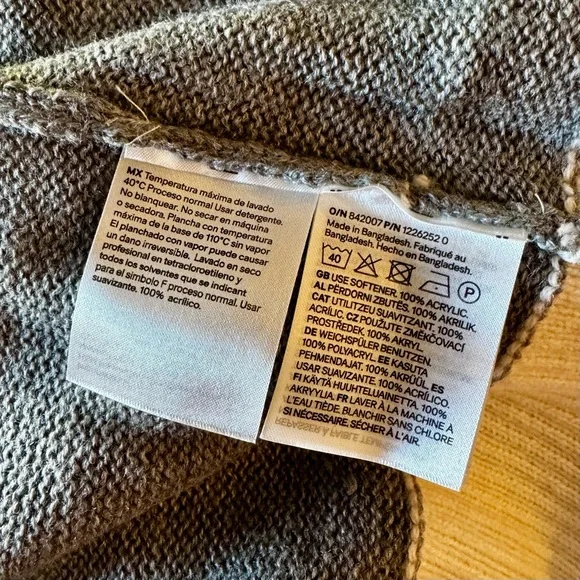 MX Temperatura máxima de lavado
40°C Proceso normal Usar detergente.
No blanquear. No secar en máquina
o secadora. Plancha con temperatura
máxima de la base de 110°C sin vapor
El planchado con vapor puede causar
un dano irreversible. Lavado en seco
profesional en tetracloroetileno y
todos los solventes que se indicant
para el simbolo F proceso normal. Usar
suavizante. 100% acrílico.
O/N 842007 P/N 1226252 0
Made in Bangladesh. Fabriqué au
Bangladesh. Hecho en Bangladesh.
40 P
GB USE SOFTENER. 100% ACRYLIC.
AL PËRDORNI ZBUTËS. 100% AKRILIK.
CAT UTILITZEU SUAVITZANT. 100%
ACRÍLIC. CZ POUŽIJTE ZMĚKČOVACÍ
PROSTŘEDEK. 100% AKRYL.
DE WEICHSPÜLER BENUTZEN.
100% POLYACRYL. EE KASUTA
PEHMENDAJAT. 100% AKRÜÜL. ES
USAR SUAVIZANTE. 100% ACRÍLICO.
FI KÄYTÄ HUUHTELUAINETTA. 100%
AKRYYLIA. FR LAVER À LA MACHINE
L'EAU TIÈDE. BLANCHIR SANS CHLORE
SI NÉCESSAIRE. SÉCHER À L'AIR.